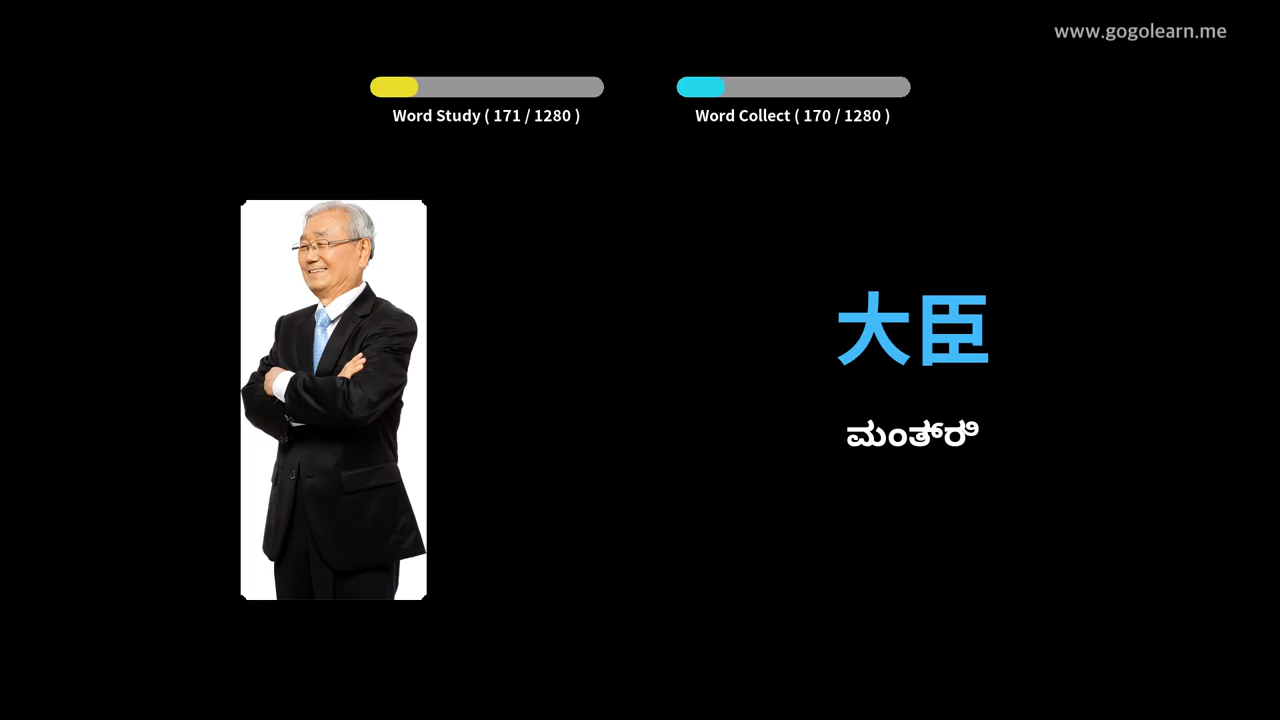 www.gogolearn.me
Word Study ( 171 / 1280 )
Word Collect ( 170 / 1280 )
大臣
ಮಂತ್ರಿ